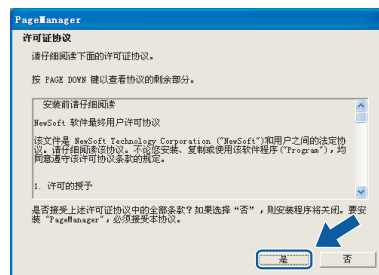 PageManager
许可证协议
请仔细阅读下面的许可证协议。
按 PAGE DOWN 键以查看协议的剩余部分。
安装前请仔细阅读
NewSoft 软件最终用户许可协议
该文件是 NewSoft Technology Corporation ("NewSoft")和用户之间的法定协
议。请仔细阅读该协议。不论您安装、复制或使用该软件程序("Program")，均
同意遵守该许可协议条款的规定。
1. 许可的授予
是否接受上述许可证协议中的全部条款？如果选择“否”，则安装程序将关闭。要安
装 “PageManager”，必须接受本协议。
是
否